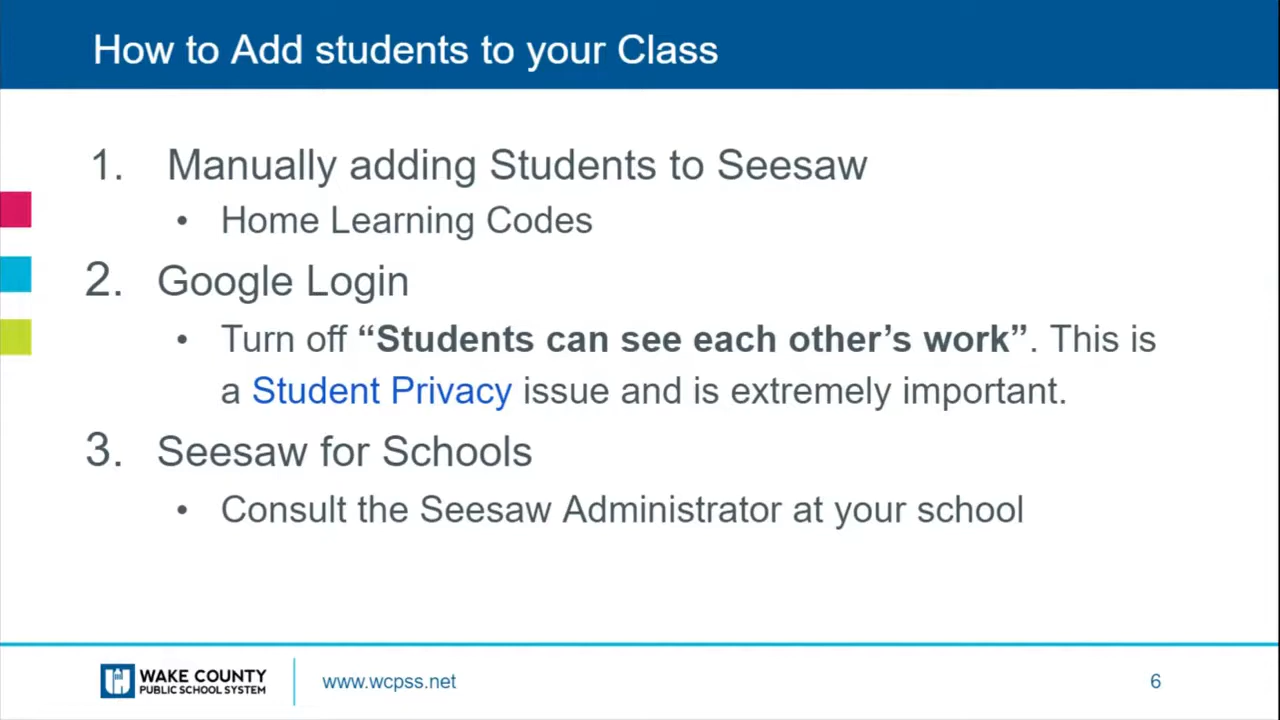 How to Add students to your Class
1. Manually adding Students to Seesaw
• Home Learning Codes
2. Google Login
• Turn off “Students can see each other’s work”. This is
a Student Privacy issue and is extremely important.
3. Seesaw for Schools
• Consult the Seesaw Administrator at your school
WAKE COUNTY
PUBLIC SCHOOL SYSTEM
www.wcpss.net
6